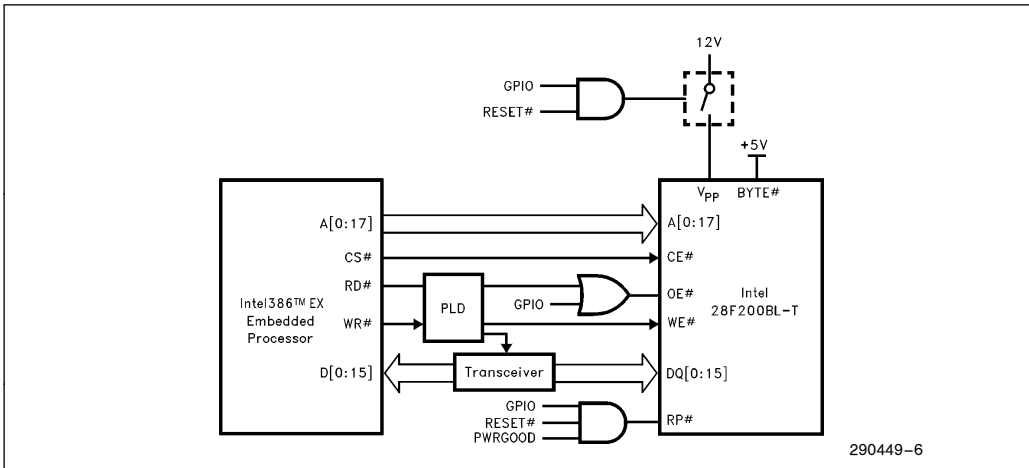 12V
GPIO
RESET#
+5V
VPP
BYTE#
A[0:17]
A[0:17]
CS#
CE#
RD#
PLD
GPIO
OE#
Intel386™ EX
Embedded
Processor
Intel
28F200BL-T
WR#
WE#
D[0:15]
Transceiver
DQ[0:15]
GPIO
RESET#
PWRGOOD
RP#
290449-6